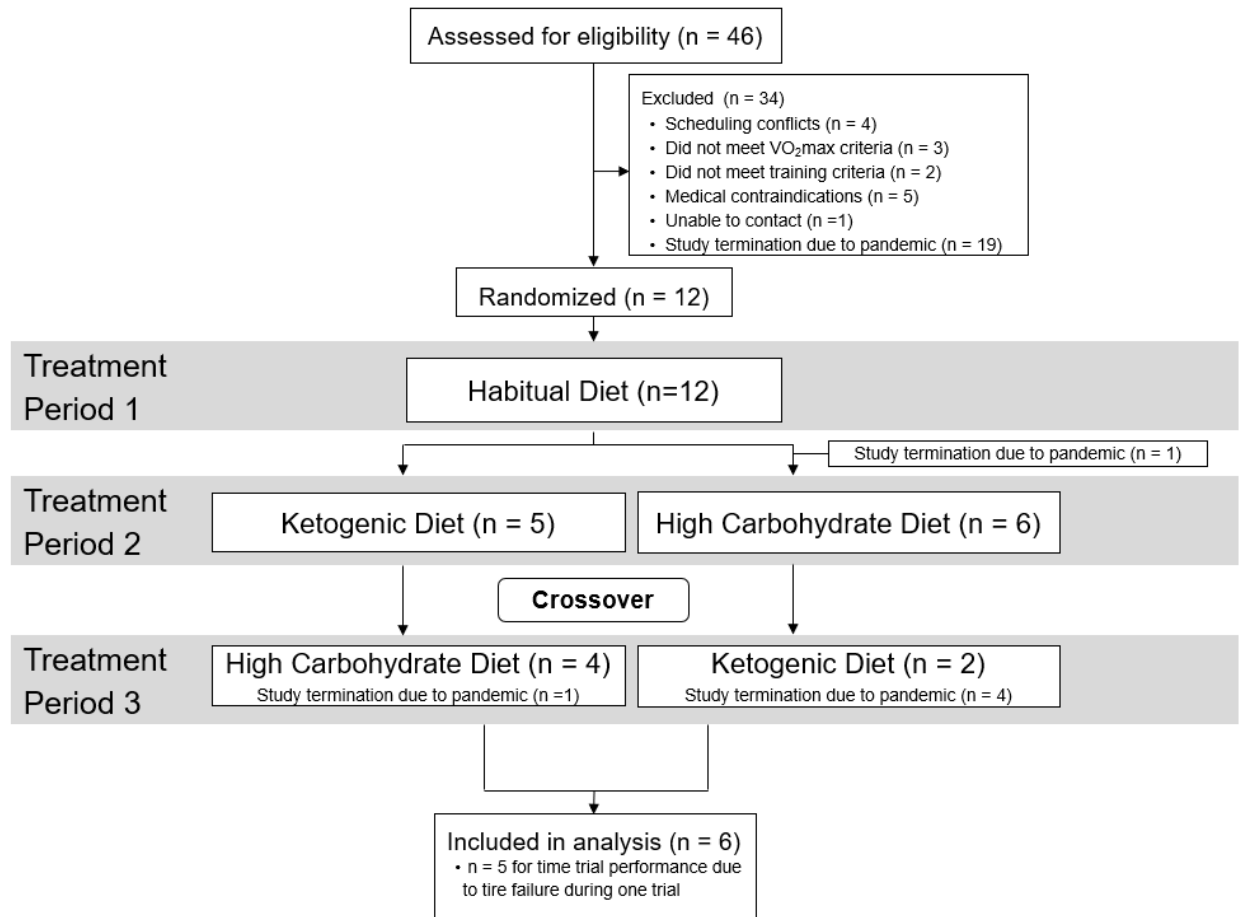 Assessed for eligibility (n = 46)
Excluded  (n = 34)
• Scheduling conflicts (n = 4)
• Did not meet VO₂max criteria (n = 3)
• Did not meet training criteria (n = 2)
• Medical contraindications (n = 5)
• Unable to contact (n =1)
• Study termination due to pandemic (n = 19)
Randomized (n = 12)
Treatment
Period 1
Habitual Diet (n=12)
Study termination due to pandemic (n = 1)
Treatment
Period 2
Ketogenic Diet (n = 5)
High Carbohydrate Diet (n = 6)
Crossover
Treatment
Period 3
High Carbohydrate Diet (n = 4)
Study termination due to pandemic (n =1)
Ketogenic Diet (n = 2)
Study termination due to pandemic (n = 4)
Included in analysis (n = 6)
• n = 5 for time trial performance due
to tire failure during one trial